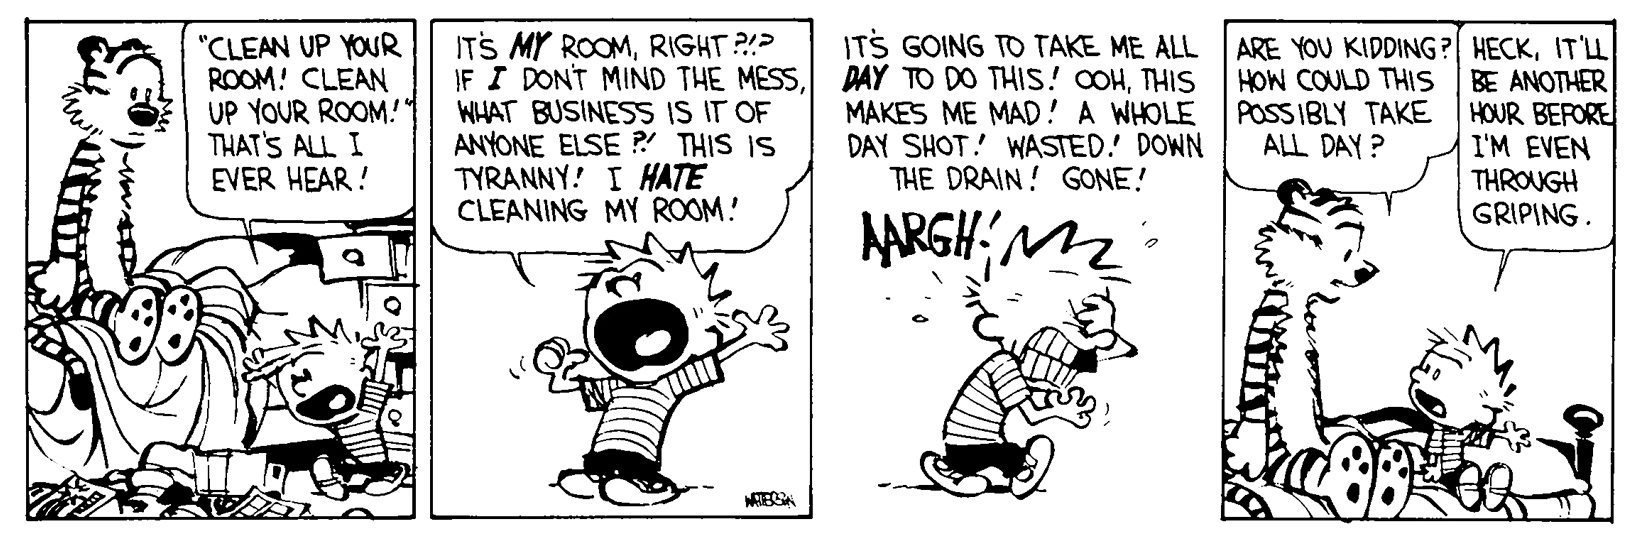 "CLEAN UP YOUR
ROOM! CLEAN
UP YOUR ROOM!"
THAT'S ALL I
EVER HEAR!
IT'S MY ROOM, RIGHT?!?
IF I DON'T MIND THE MESS,
WHAT BUSINESS IS IT OF
ANYONE ELSE?! THIS IS
TYRANNY! I HATE
CLEANING MY ROOM!
WATTERSON
IT'S GOING TO TAKE ME ALL
DAY TO DO THIS! OOH, THIS
MAKES ME MAD! A WHOLE
DAY SHOT! WASTED! DOWN
THE DRAIN! GONE!
AARGH!
ARE YOU KIDDING?
HOW COULD THIS
POSSIBLY TAKE
ALL DAY?
HECK, IT'LL
BE ANOTHER
HOUR BEFORE
I'M EVEN
THROUGH
GRIPING.